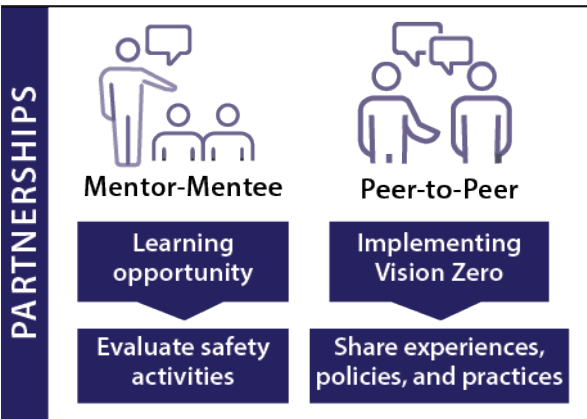 PARTNERSHIPS
Mentor-Mentee
Learning
opportunity
Evaluate safety
activities
Peer-to-Peer
Implementing
Vision Zero
Share experiences,
policies, and practices